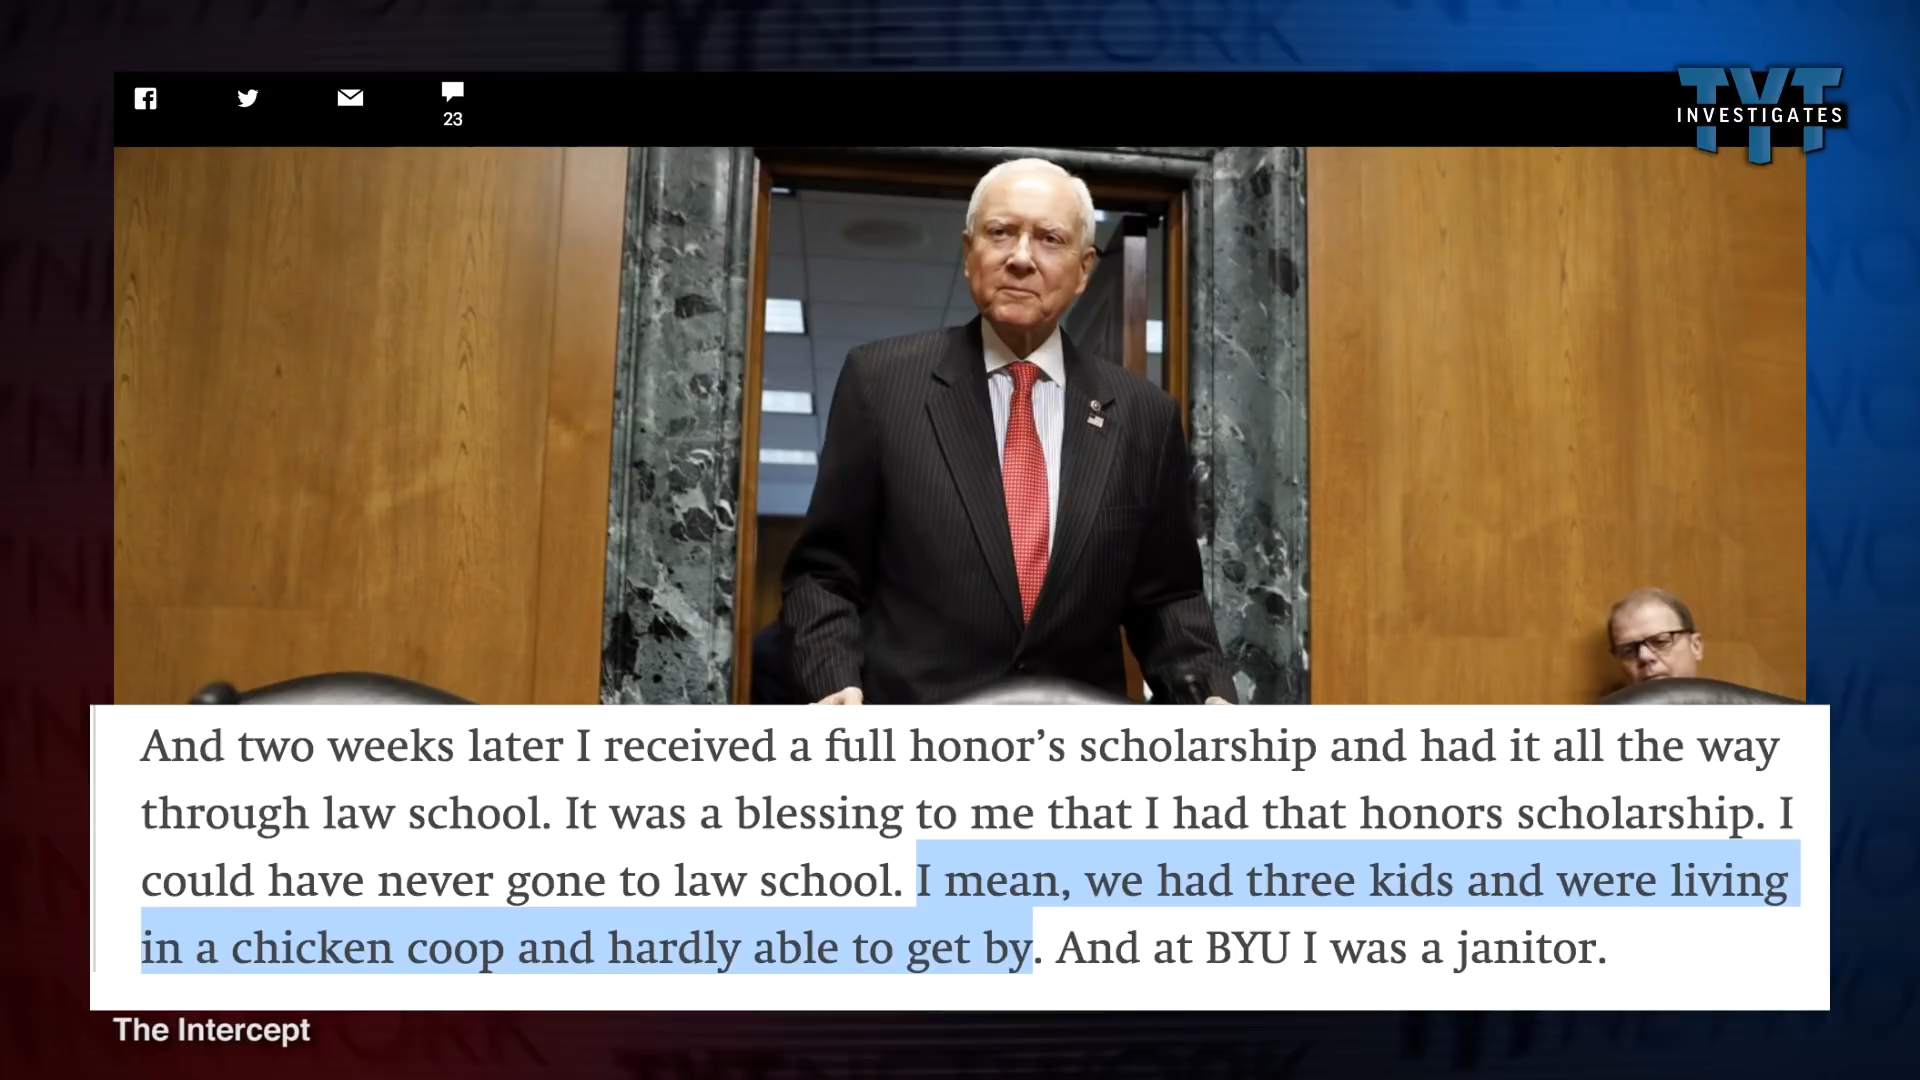 23
TYT
INVESTIGATES
And two weeks later I received a full honor’s scholarship and had it all the way
through law school. It was a blessing to me that I had that honors scholarship. I
could have never gone to law school. I mean, we had three kids and were living
in a chicken coop and hardly able to get by. And at BYU I was a janitor.
The Intercept